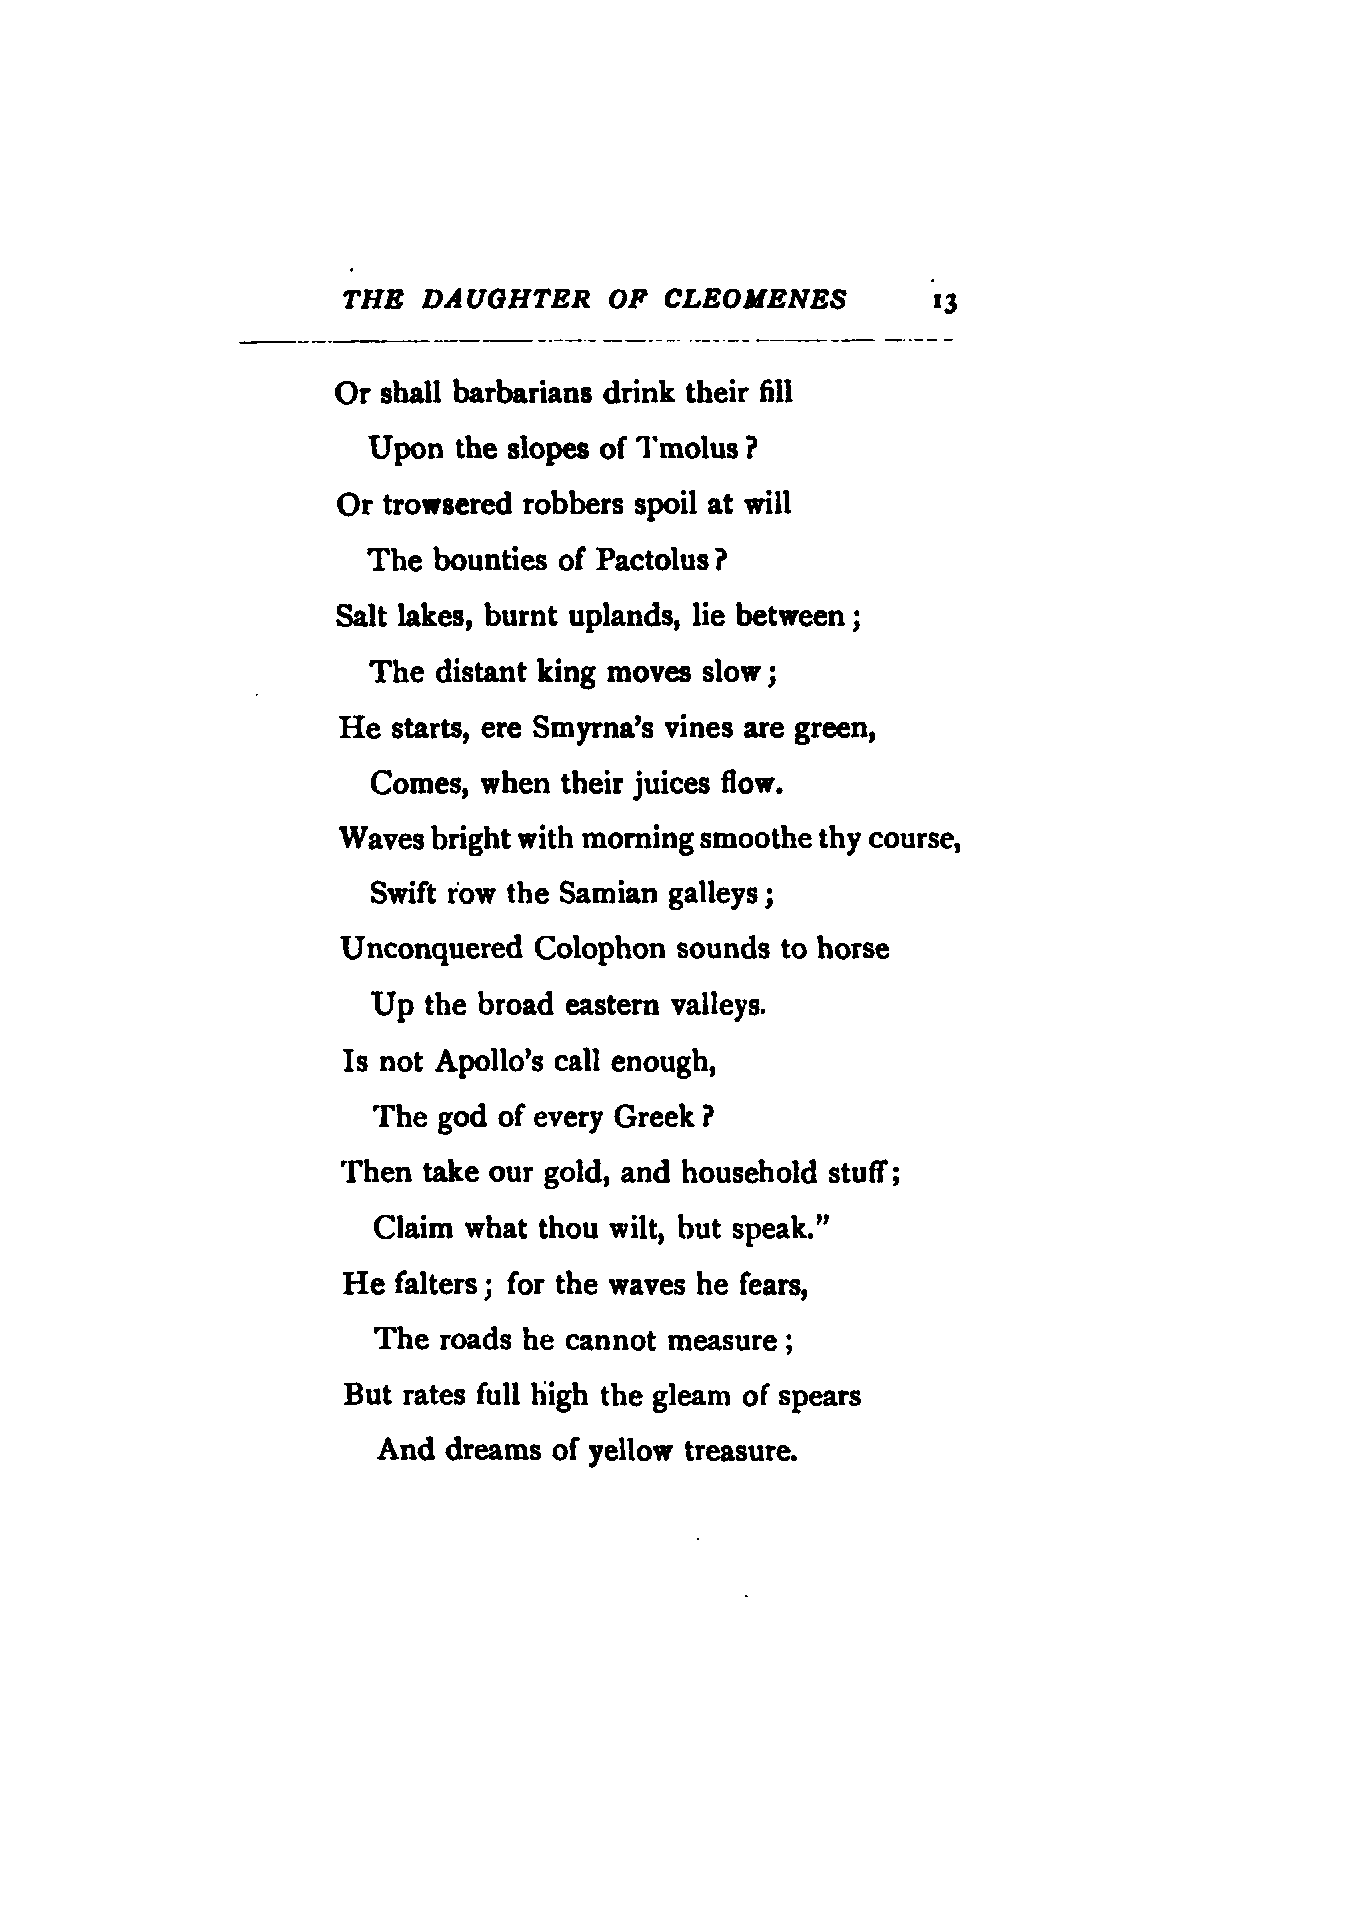 THE DAUGHTER OF CLEOMENES 13
Or shall barbarians drink their fill
Upon the slopes of Tmolus?
Or trowsered robbers spoil at will
The bounties of Pactolus?
Salt lakes, burnt uplands, lie between;
The distant king moves slow;
He starts, ere Smyrna's vines are green,
Comes, when their juices flow.
Waves bright with morning smoothe thy course,
Swift row the Samian galleys;
Unconquered Colophon sounds to horse
Up the broad eastern valleys.
Is not Apollo's call enough,
The god of every Greek?
Then take our gold, and household stuff;
Claim what thou wilt, but speak."
He falters; for the waves he fears,
The roads he cannot measure;
But rates full high the gleam of spears
And dreams of yellow treasure.